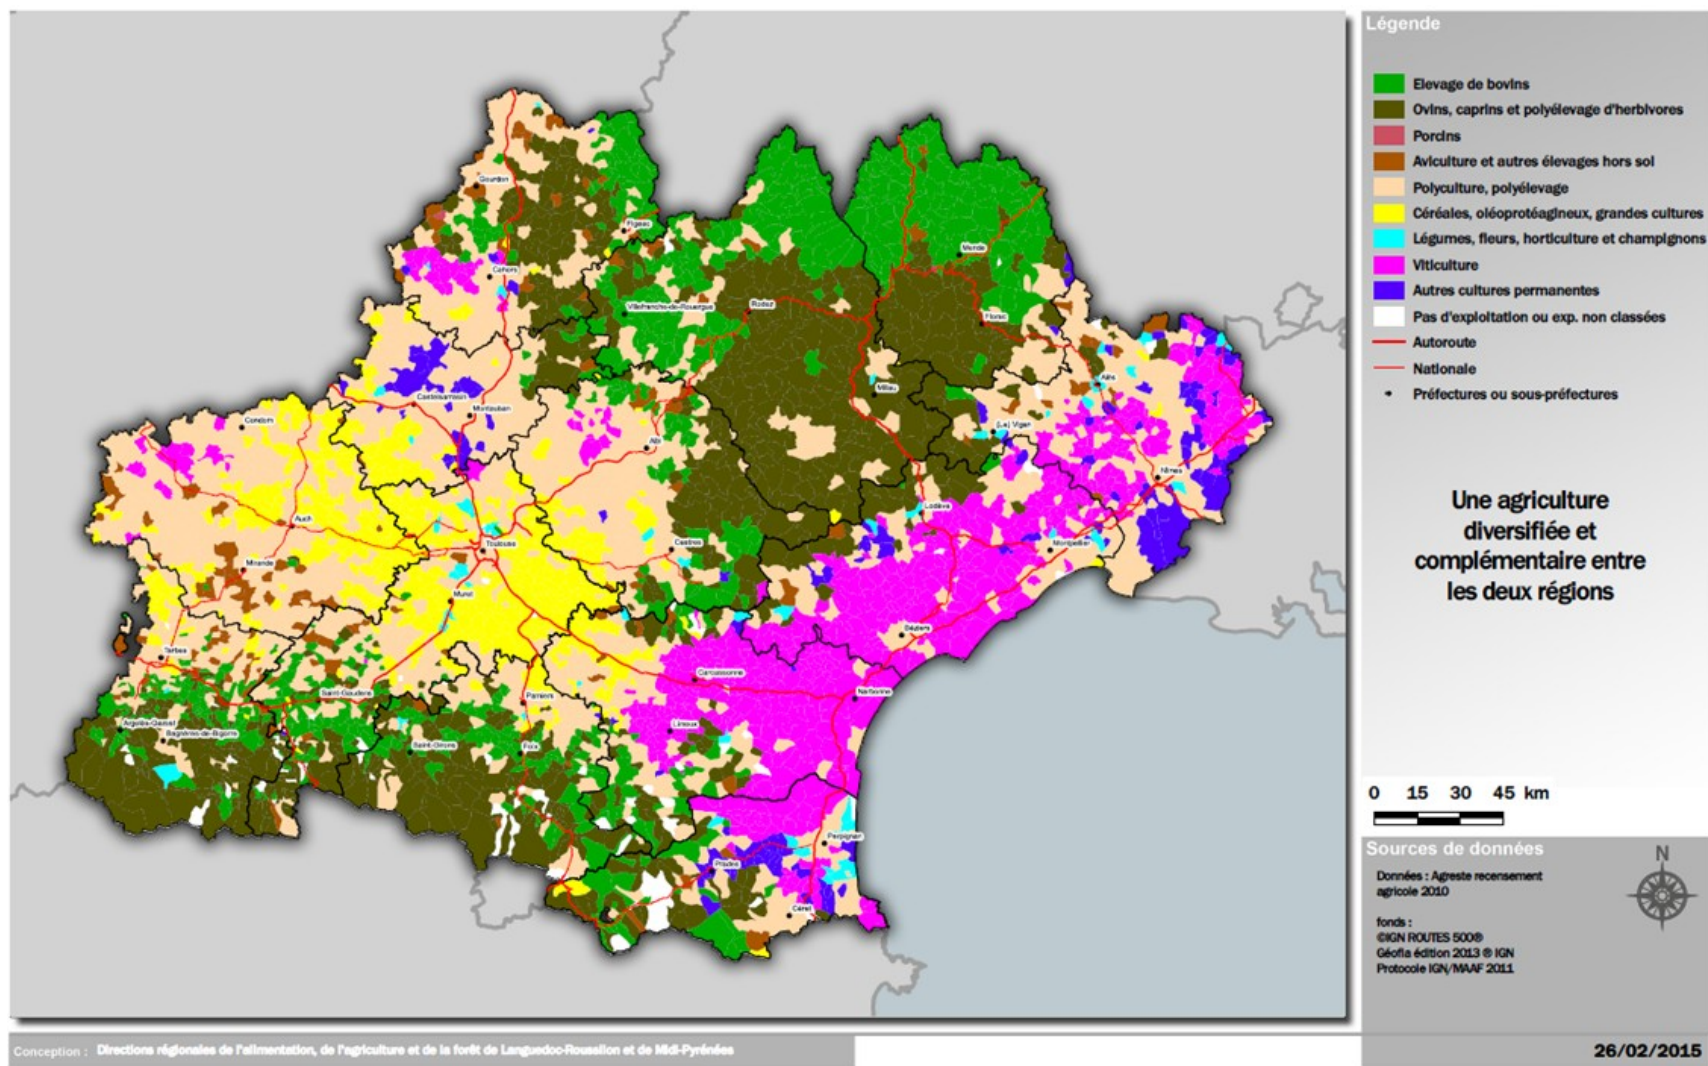 Légende
Elevage de bovins
Ovins, caprins et polyélevage d'herbivores
Porcins
Aviculture et autres élevages hors sol
Polyculture, polyélevage
Céréales, oléoprotéagineux, grandes cultures
Légumes, fleurs, horticulture et champignons
Viticulture
Autres cultures permanentes
Pas d'exploitation ou exp. non classées
Autoroute
Nationale
Préfectures ou sous-préfectures
Une agriculture
diversifiée et
complémentaire entre
les deux régions
0 15 30 45 km
Sources de données
N
Données : Agreste recensement
agricole 2010
fonds :
©IGN ROUTES 500®
Géofla édition 2013 ® IGN
Protocole IGN/MAAF 2011
Gourdon
Figeac
Cahors
Mende
Villefranche-de-Rouergue
Rodez
Florac
Alès
Millau
Castelsarrasin
Montauban
Condom
(Le) Vigan
Albi
Nîmes
Auch
Lodève
Toulouse
Castres
Montpellier
Mirande
Muret
Béziers
Tarbes
Carcassonne
Saint-Gaudens
Narbonne
Pamiers
Argelès-Gazost
Limoux
Bagnères-de-Bigorre
Saint-Girons
Foix
Perpignan
Prades
Céret
Conception : Directions régionales de l'alimentation, de l'agriculture et de la forêt de Languedoc-Roussillon et de Midi-Pyrénées
26/02/2015